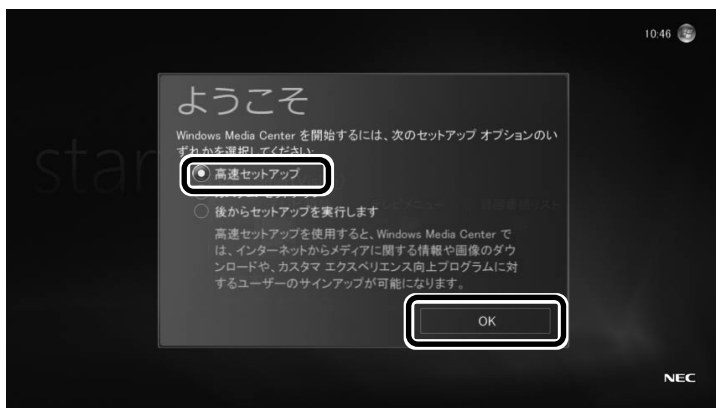 10:46
ようこそ
Windows Media Center を開始するには、次のセットアップ オプションのい
ずれかを選択してください:
高速セットアップ
後からセットアップを実行します
高速セットアップを使用すると、Windows Media Center で
は、インターネットからメディアに関する情報や画像のダウ
ンロードや、カスタマ エクスペリエンス向上プログラムに対
するユーザーのサインアップが可能になります。
OK
NEC